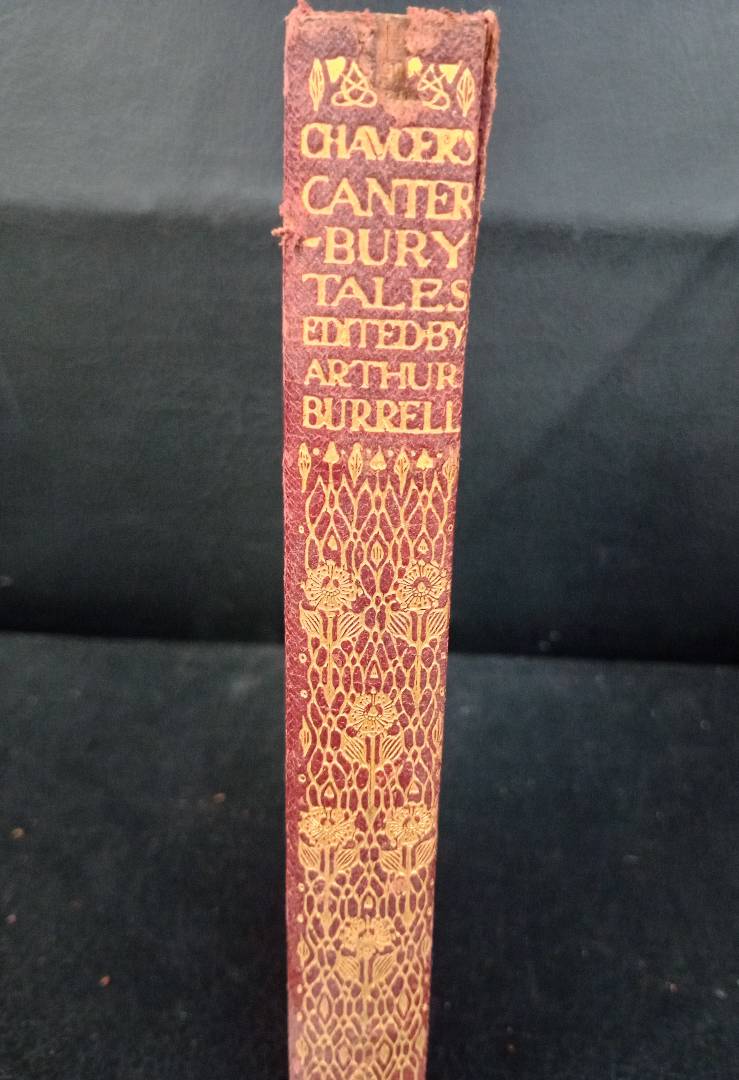 CHAUCER'S
CANTER
-BURY
TALES
EDITED·BY
ARTHUR
BURRELL